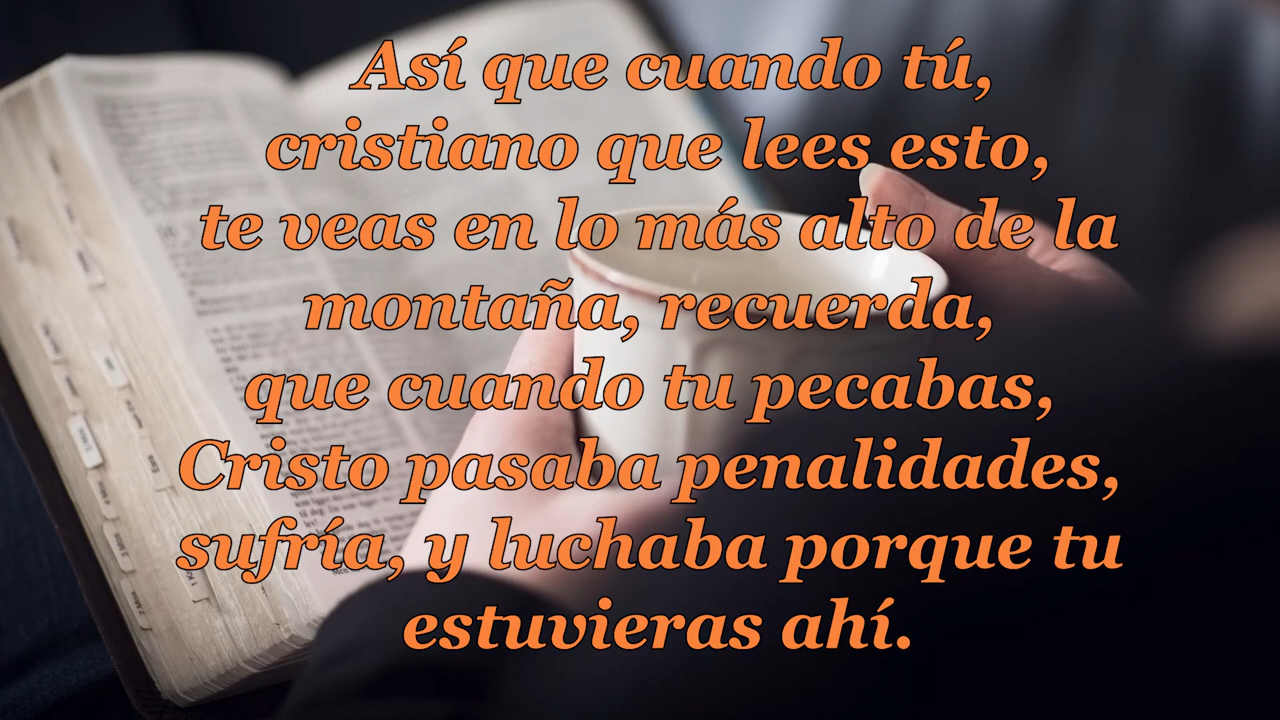 Así que cuando tú,
cristiano que lees esto,
te veas en lo más alto de la
montaña, recuerda,
que cuando tu pecabas,
Cristo pasaba penalidades,
sufría, y luchaba porque tu
estuvieras ahí.